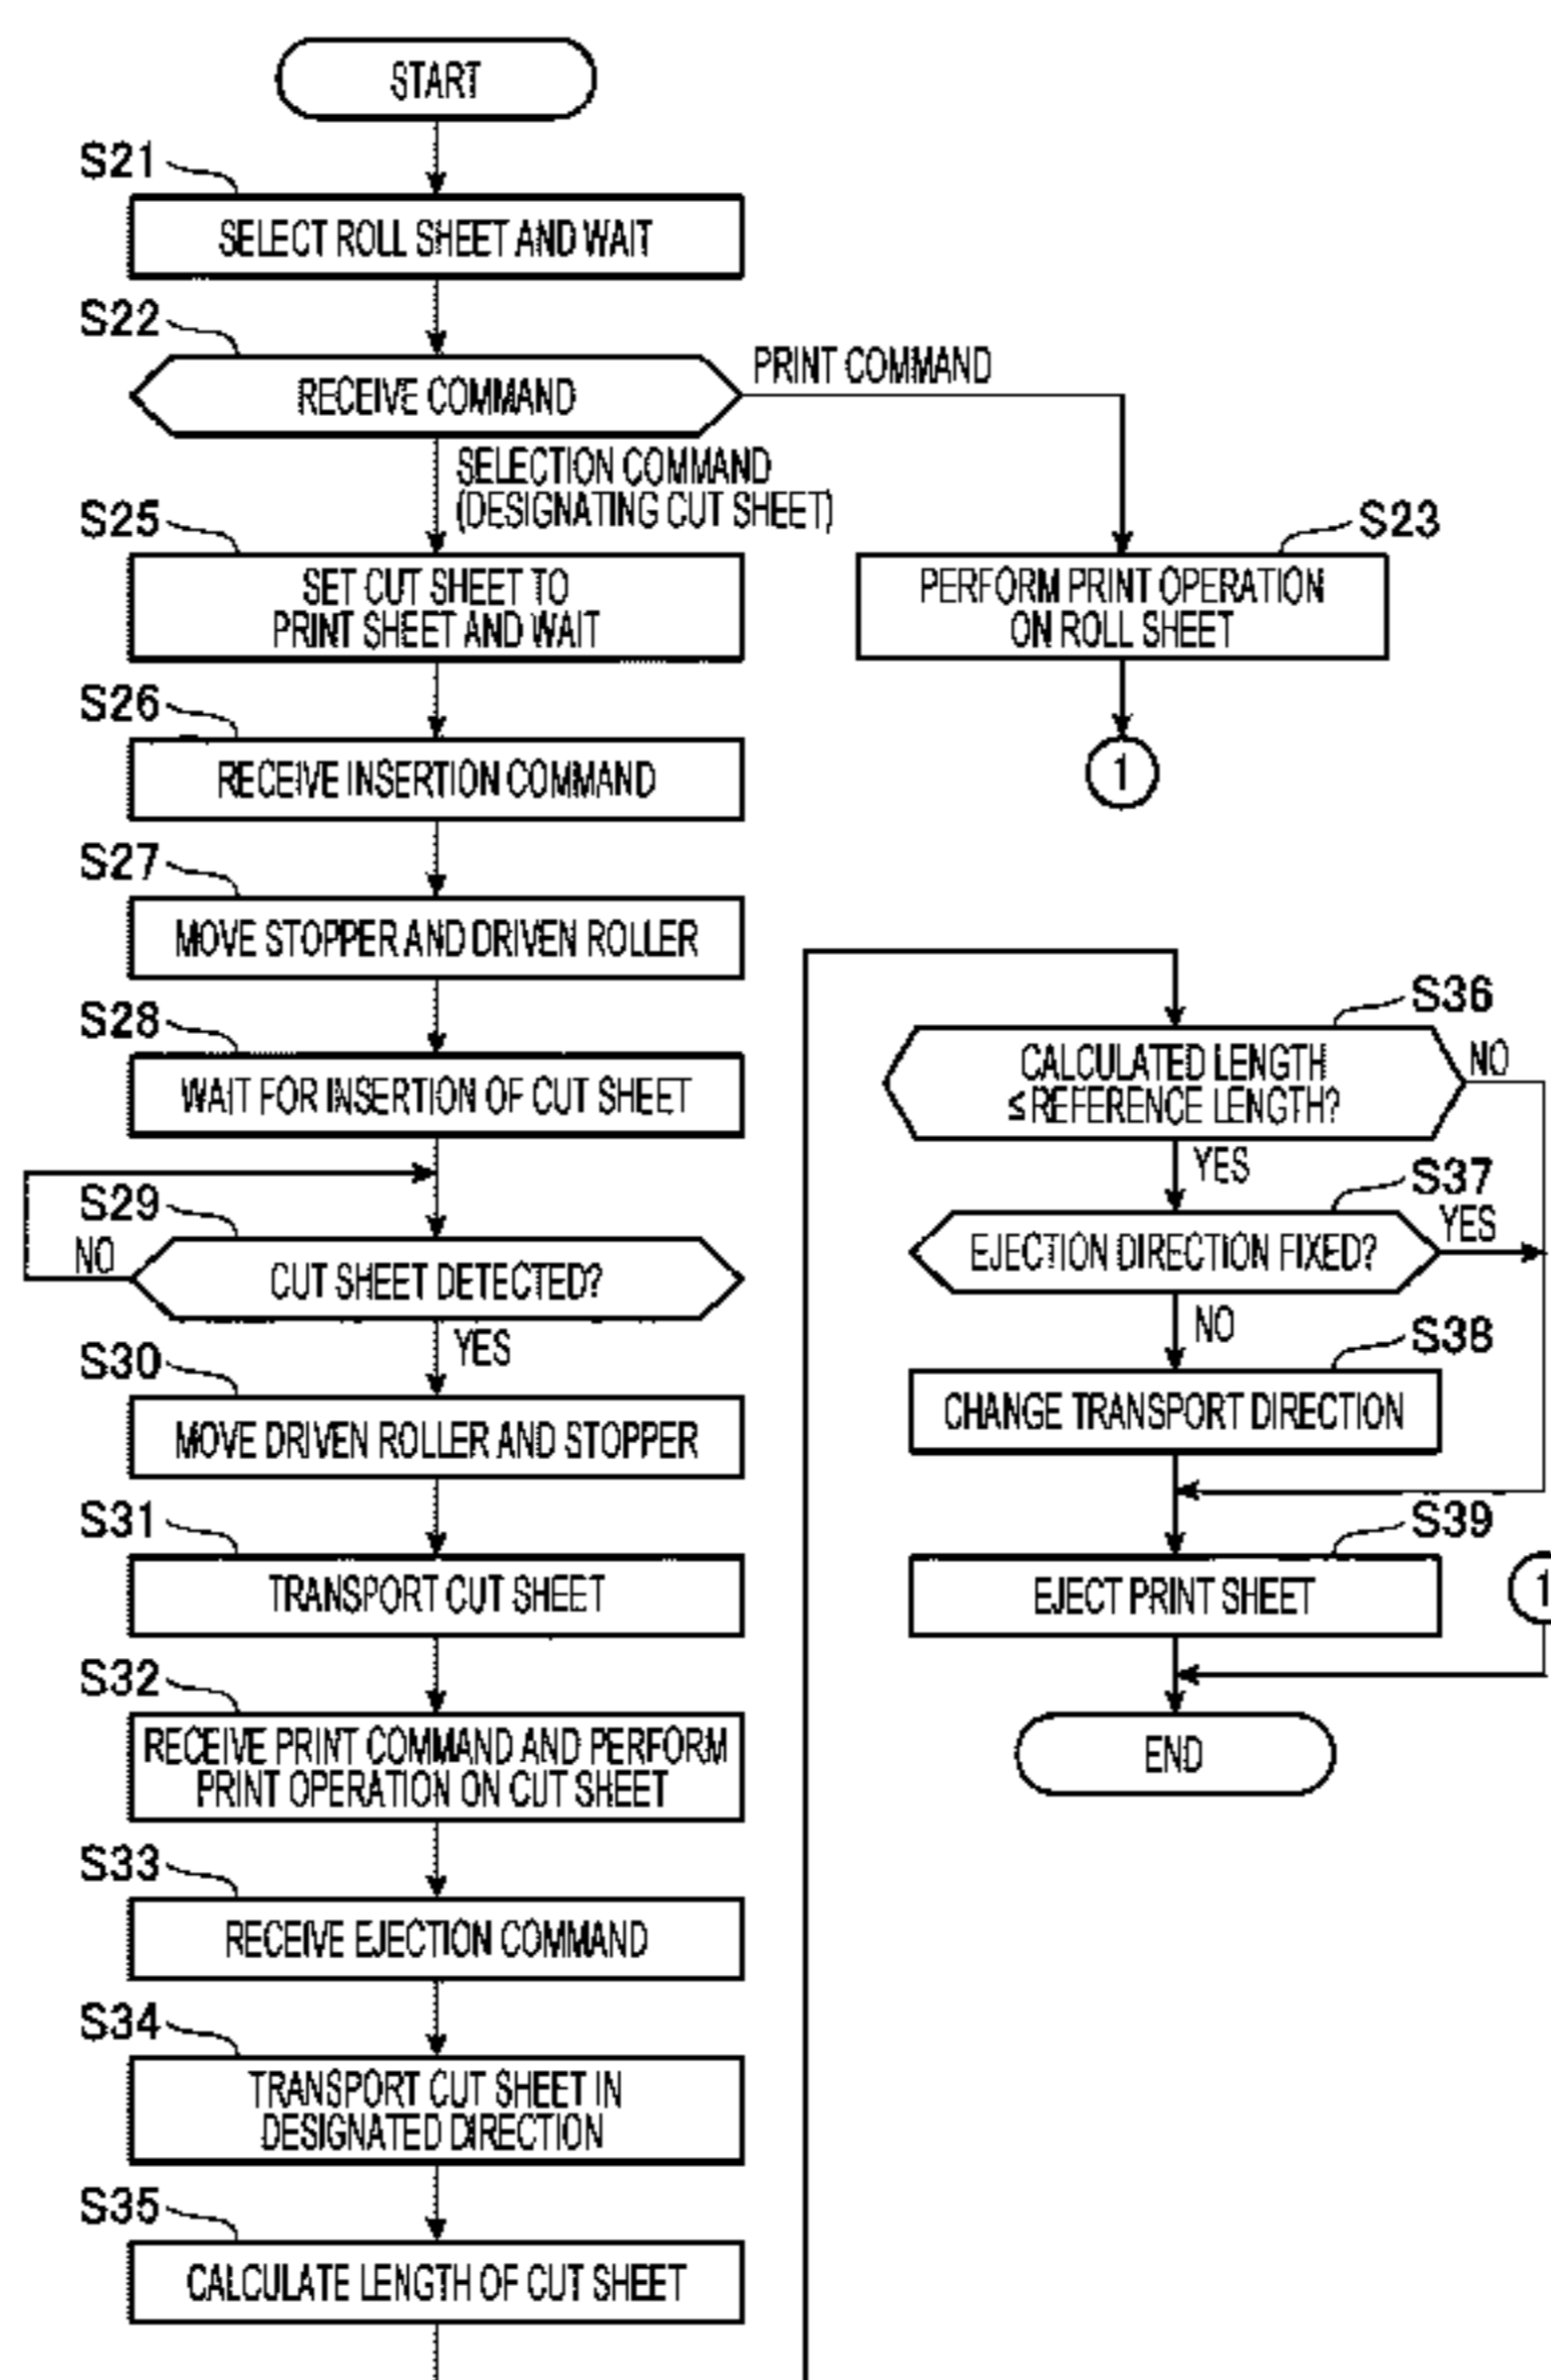 START
S21
SELECT ROLL SHEET AND WAIT
S22
RECEIVE COMMAND
PRINT COMMAND
SELECTION COMMAND
(DESIGNATING CUT SHEET)
S25
SET CUT SHEET TO
PRINT SHEET AND WAIT
S23
PERFORM PRINT OPERATION
ON ROLL SHEET
1
S26
RECEIVE INSERTION COMMAND
S27
MOVE STOPPER AND DRIVEN ROLLER
S28
WAIT FOR INSERTION OF CUT SHEET
S29
NO
CUT SHEET DETECTED?
YES
S30
MOVE DRIVEN ROLLER AND STOPPER
S31
TRANSPORT CUT SHEET
S32
RECEIVE PRINT COMMAND AND PERFORM
PRINT OPERATION ON CUT SHEET
S33
RECEIVE EJECTION COMMAND
S34
TRANSPORT CUT SHEET IN
DESIGNATED DIRECTION
S35
CALCULATE LENGTH OF CUT SHEET
S36
CALCULATED LENGTH
≤ REFERENCE LENGTH?
NO
YES
S37
EJECTION DIRECTION FIXED?
YES
NO
S38
CHANGE TRANSPORT DIRECTION
S39
EJECT PRINT SHEET
1
END